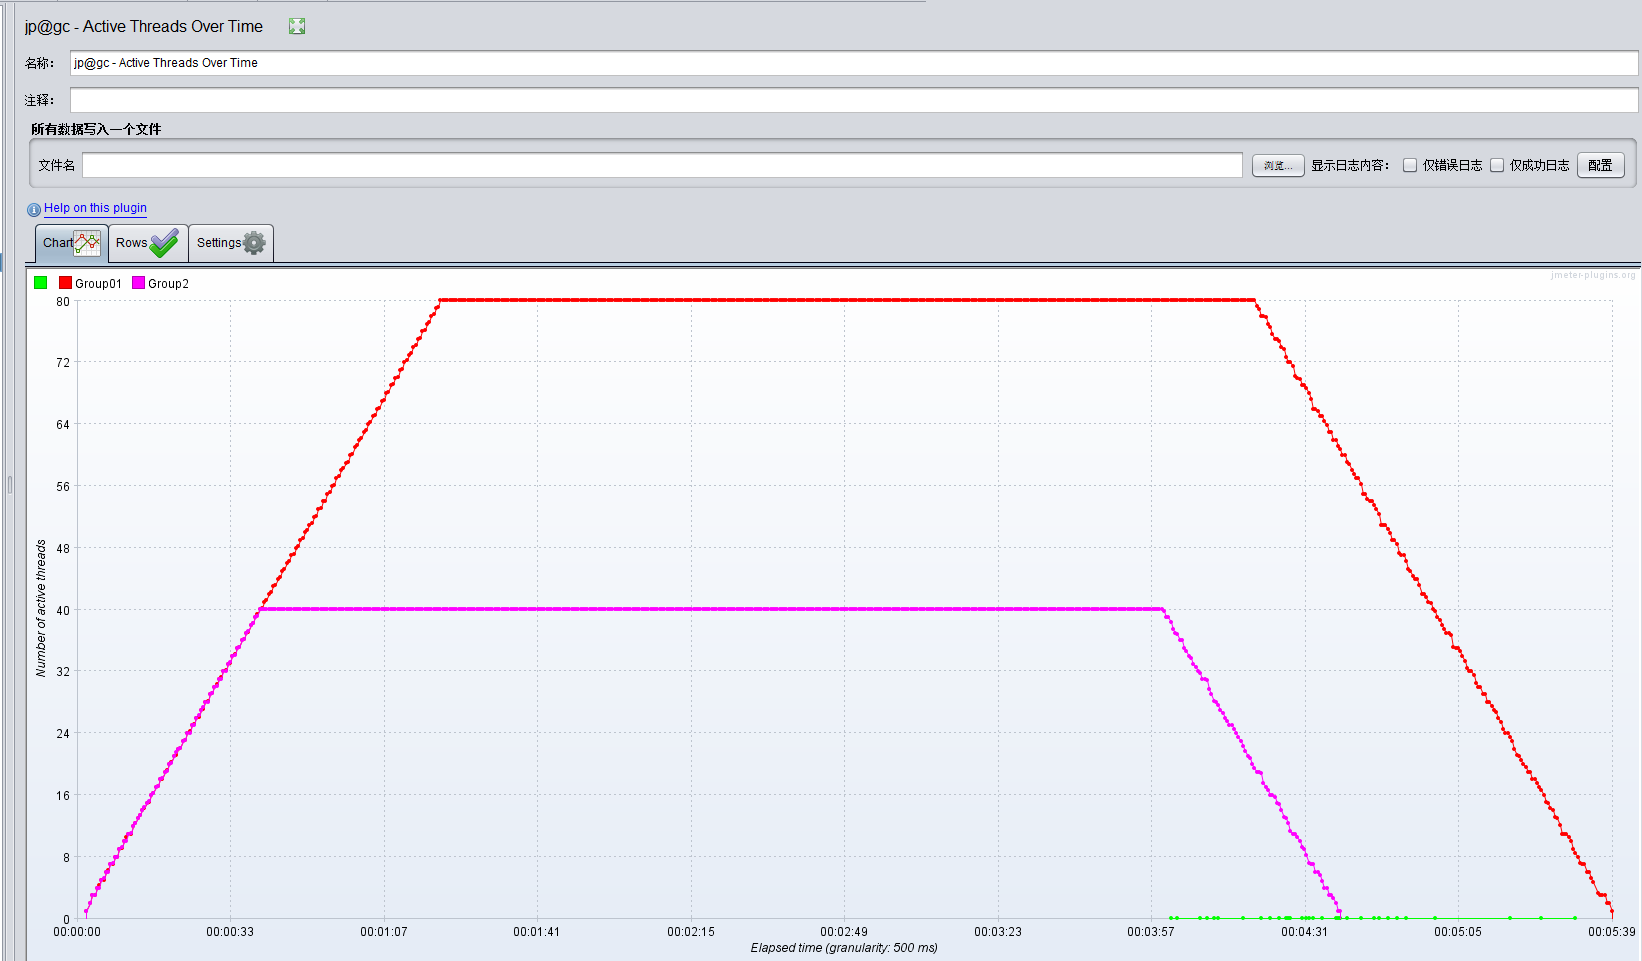 jp@gc - Active Threads Over Time
名称： jp@gc - Active Threads Over Time
注释：
所有数据写入一个文件
文件名 浏览... 显示日志内容： 仅错误日志 仅成功日志 配置
Help on this plugin
Chart Rows Settings
jmeter-plugins.org
Group01 Group2
80
72
64
56
48
40
32
24
16
8
0
Number of active threads
00:00:00 00:00:33 00:01:07 00:01:41 00:02:15 00:02:49 00:03:23 00:03:57 00:04:31 00:05:05 00:05:39
Elapsed time (granularity: 500 ms)